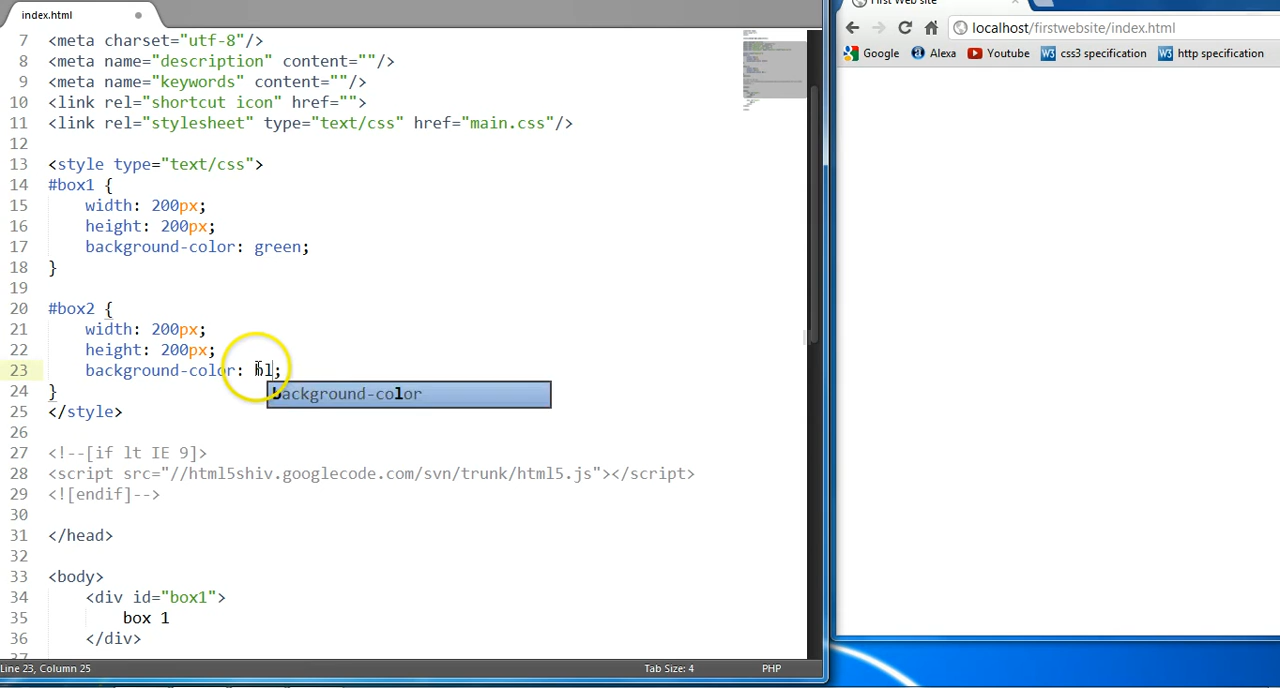 index.html
7 <meta charset="utf-8"/>
8 <meta name="description" content=""/>
9 <meta name="keywords" content=""/>
10 <link rel="shortcut icon" href="">
11 <link rel="stylesheet" type="text/css" href="main.css"/>
12
13 <style type="text/css">
14 #box1 {
15 width: 200px;
16 height: 200px;
17 background-color: green;
18 }
19
20 #box2 {
21 width: 200px;
22 height: 200px;
23 background-color: bl;
background-color
24 }
25 </style>
26
27 <!--[if lt IE 9]>
28 <script src="//html5shiv.googlecode.com/svn/trunk/html5.js"></script>
29 <![endif]-->
30
31 </head>
32
33 <body>
34 <div id="box1">
35 box 1
36 </div>
37
Line 23, Column 25 Tab Size: 4 PHP
First Web site
localhost/firstwebsite/index.html
Google Alexa Youtube W3 css3 specification W3 http specification